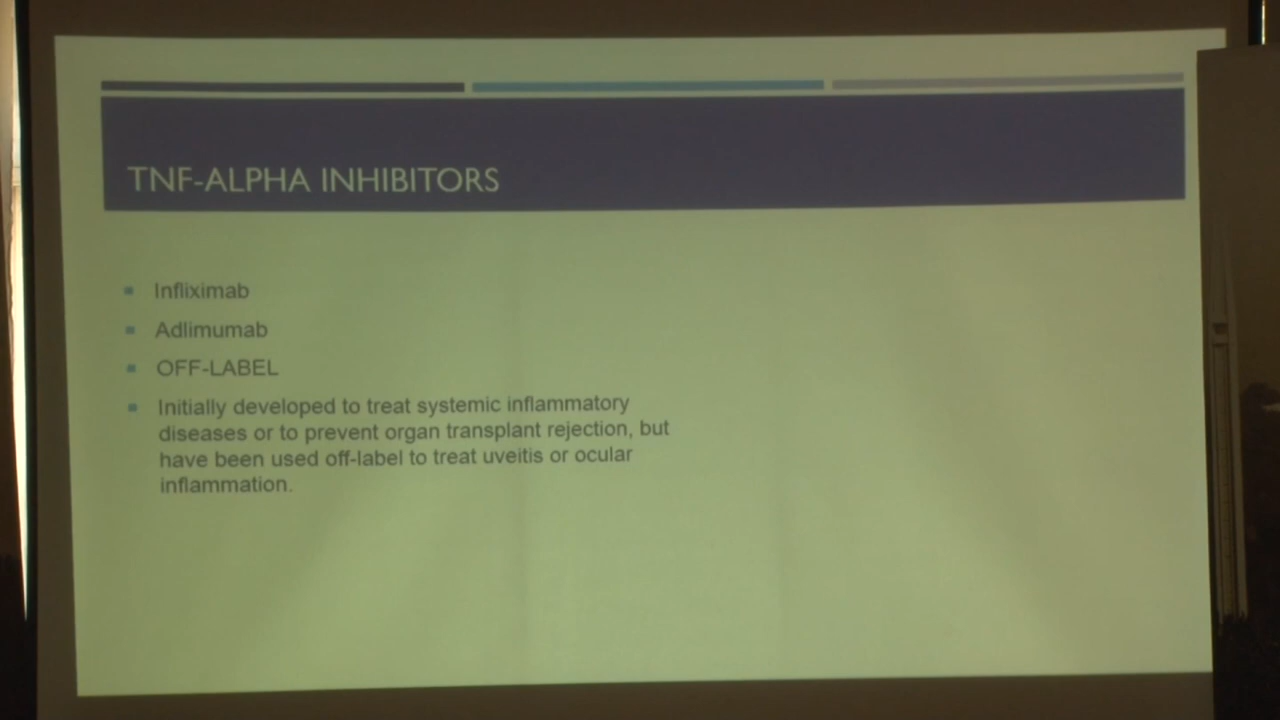 TNF-ALPHA INHIBITORS
Infliximab
Adlimumab
OFF-LABEL
Initially developed to treat systemic inflammatory
diseases or to prevent organ transplant rejection, but
have been used off-label to treat uveitis or ocular
inflammation.